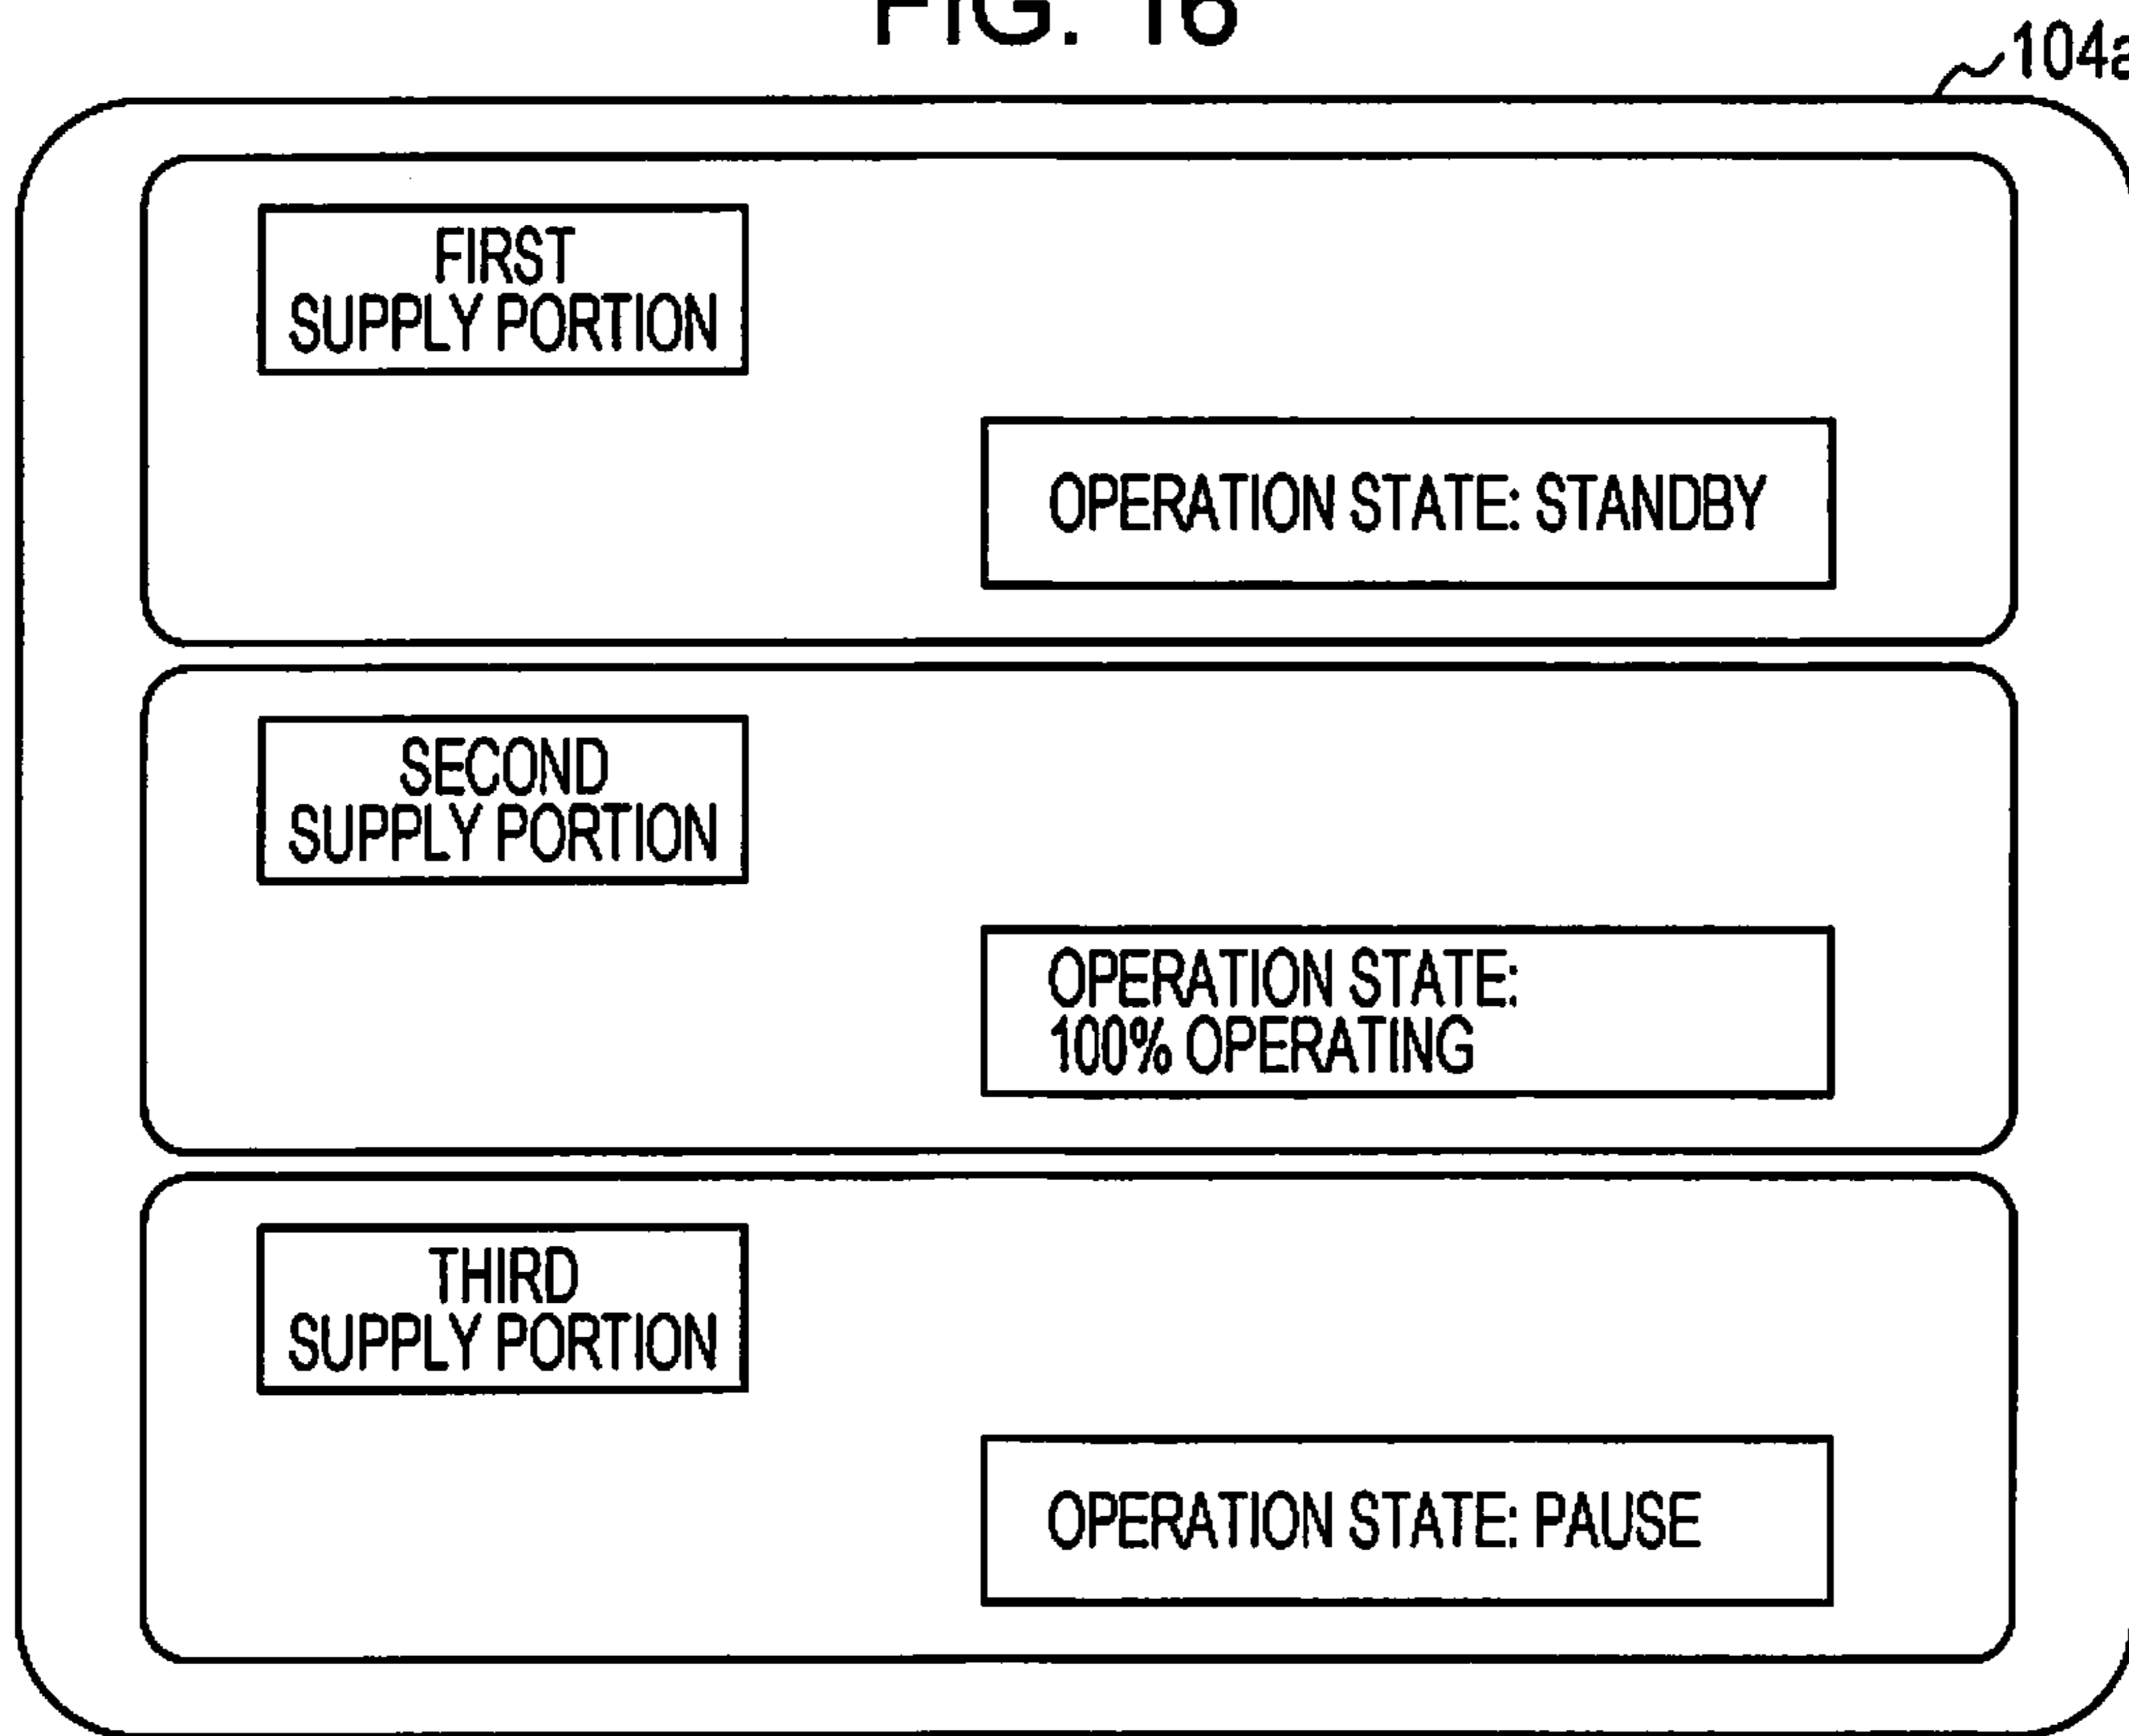 FIG. 16
104a
FIRST
SUPPLY PORTION
OPERATION STATE: STANDBY
SECOND
SUPPLY PORTION
OPERATION STATE:
100% OPERATING
THIRD
SUPPLY PORTION
OPERATION STATE: PAUSE